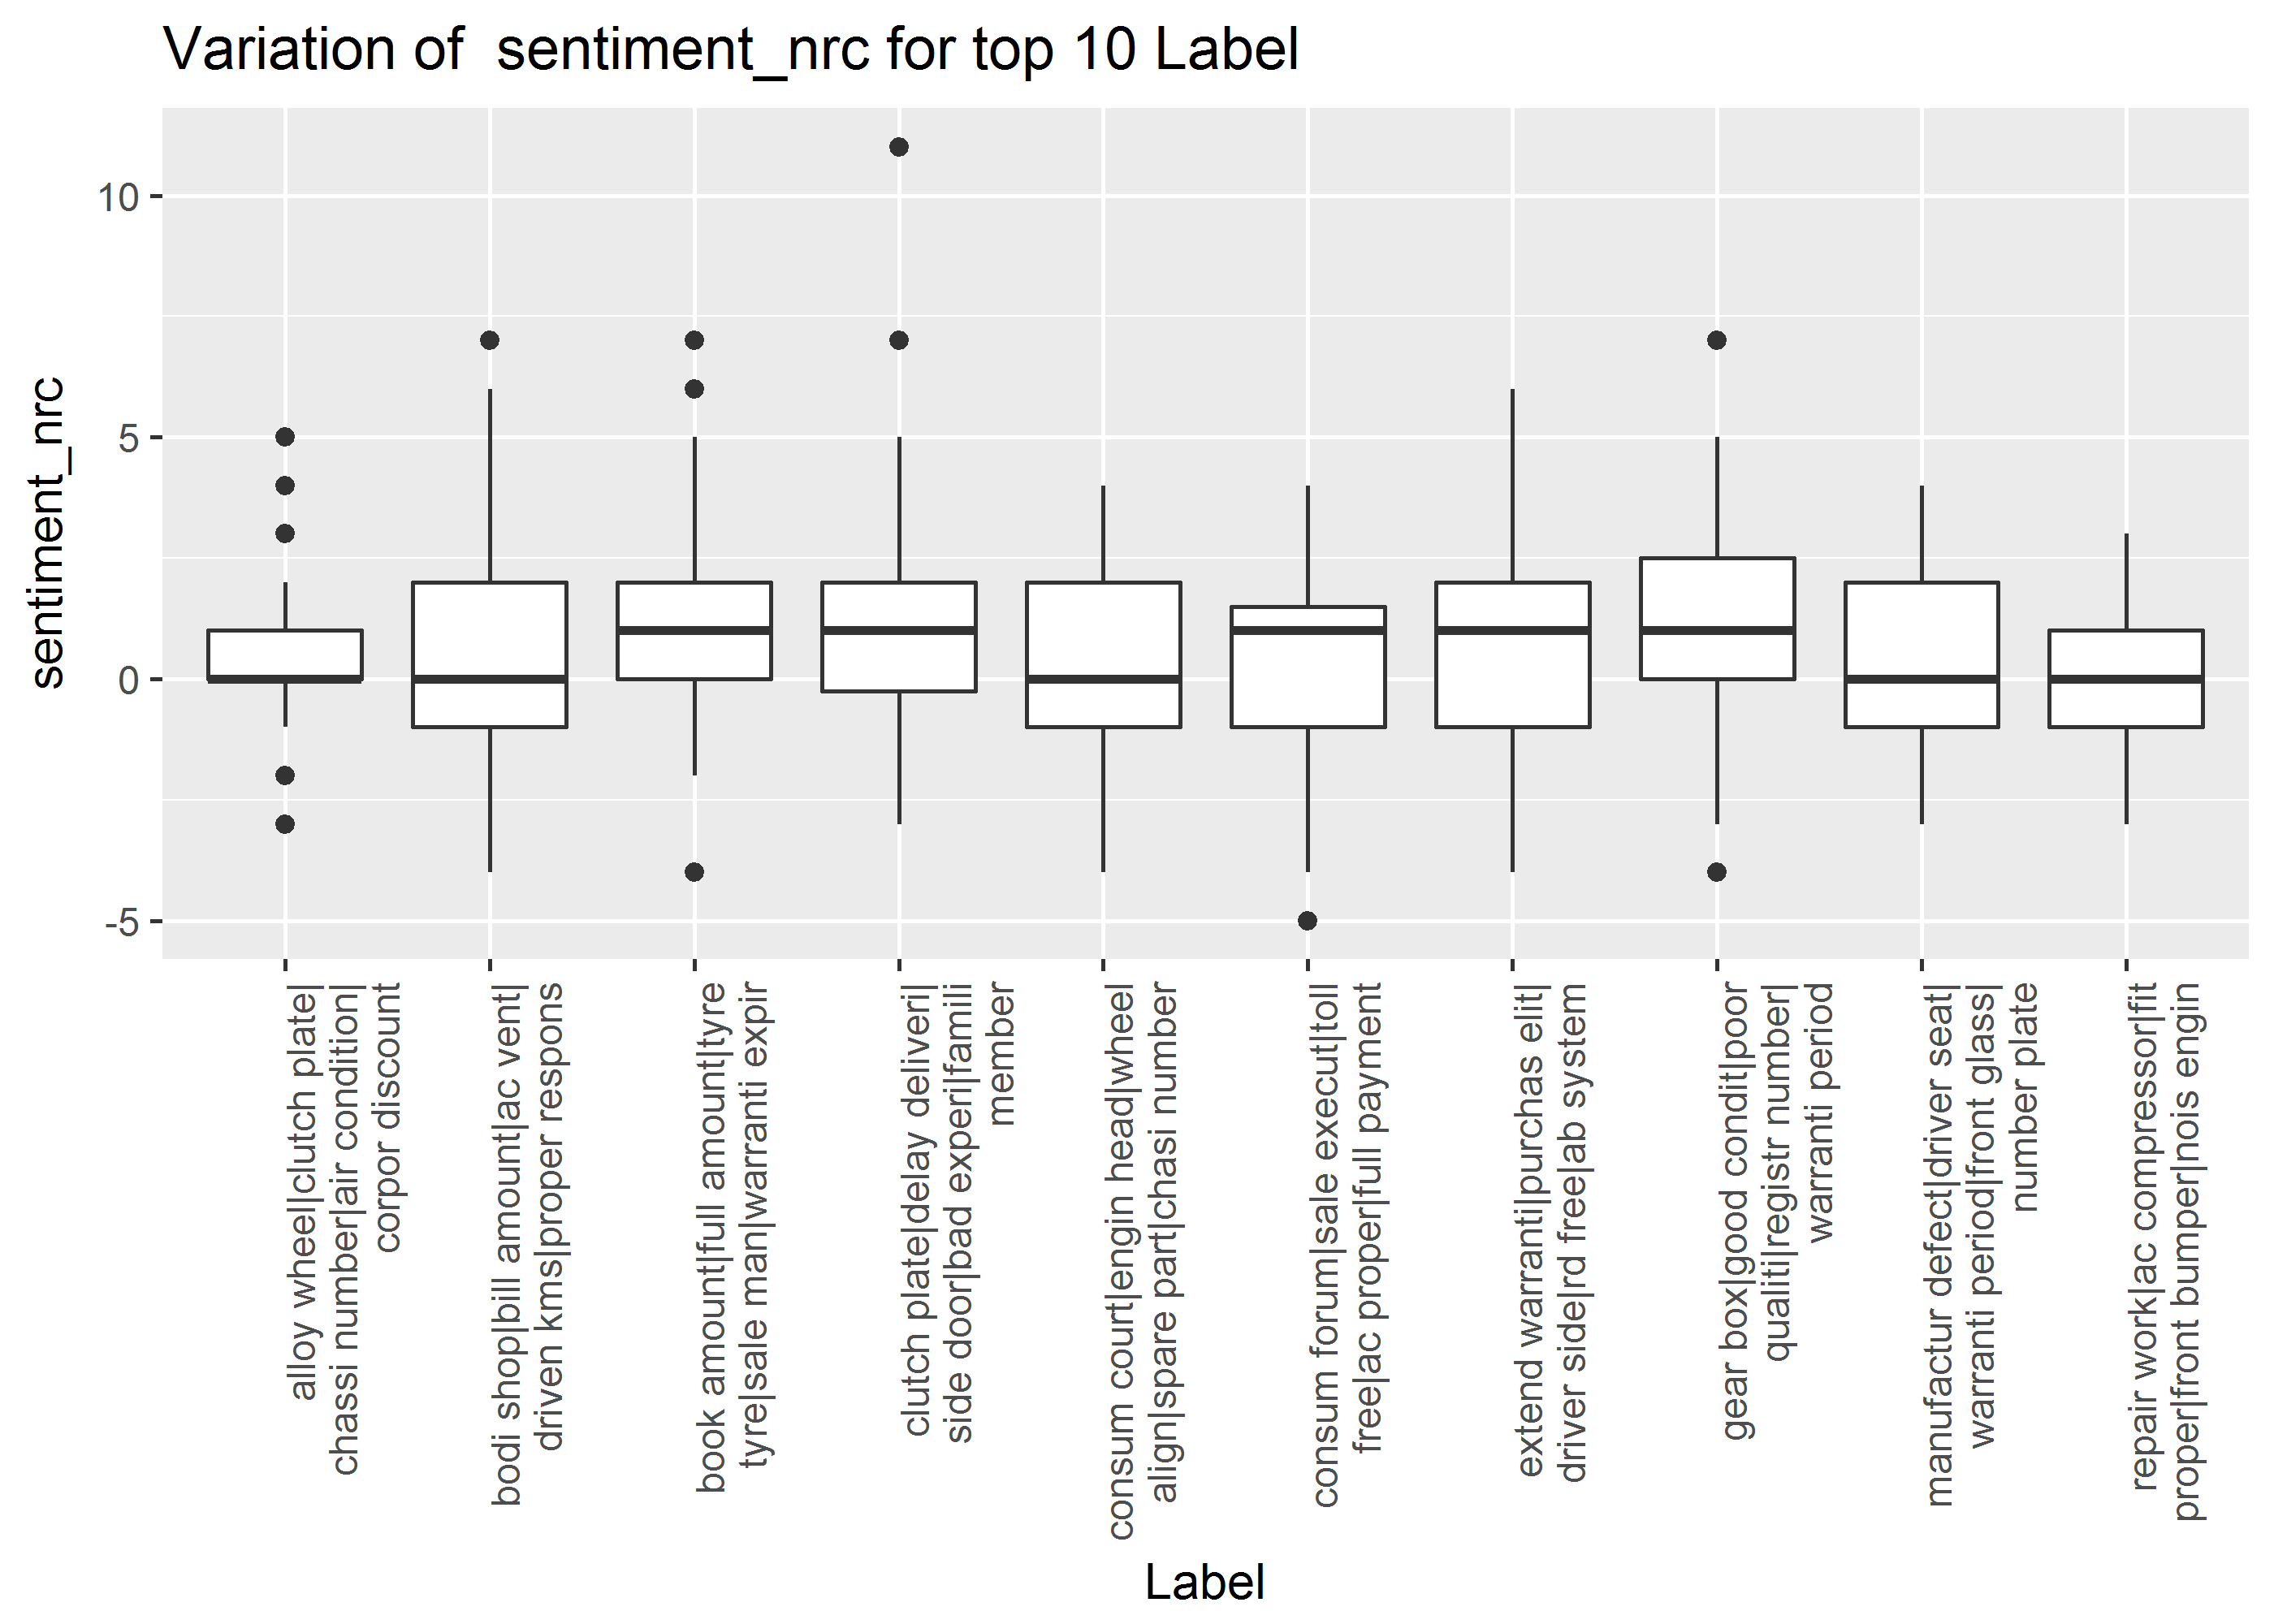 Variation of  sentiment_nrc for top 10 Label
sentiment_nrc
10
5
0
-5
alloy wheel|clutch plate|
chassi number|air condition|
corpor discount
bodi shop|bill amount|ac vent|
driven kms|proper respons
book amount|full amount|tyre
tyre|sale man|warranti expir
clutch plate|delay deliveri|
side door|bad experi|famili
member
consum court|engin head|wheel
align|spare part|chasi number
consum forum|sale execut|toll
free|ac proper|full payment
extend warranti|purchas elit|
driver side|rd free|ab system
gear box|good condit|poor
qualiti|registr number|
warranti period
manufactur defect|driver seat|
warranti period|front glass|
number plate
repair work|ac compressor|fit
proper|front bumper|nois engin
Label